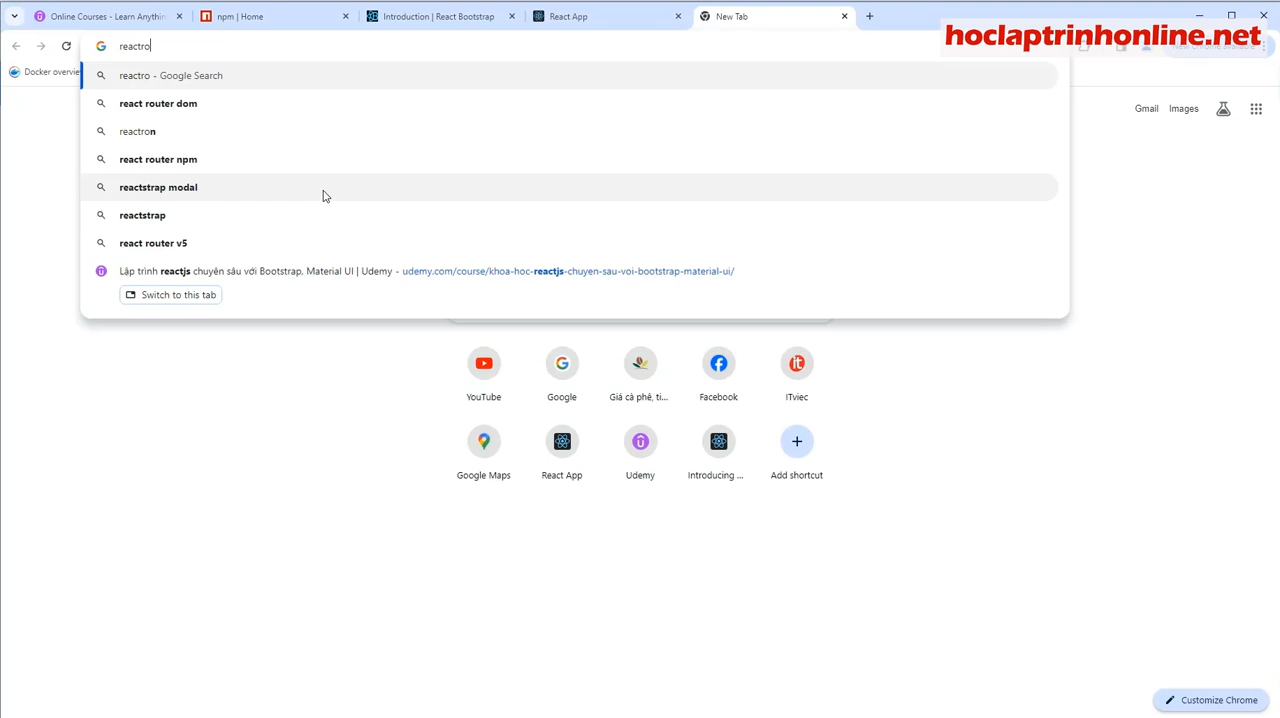 Online Courses - Learn Anythin
npm | Home
Introduction | React Bootstrap
React App
New Tab
hoclaptrinhonline.net
reactro
Docker overvie
reactro - Google Search
react router dom
reactron
react router npm
reactstrap modal
reactstrap
react router v5
Lập trình reactjs chuyên sâu với Bootstrap, Material UI | Udemy - udemy.com/course/khoa-hoc-reactjs-chuyen-sau-voi-bootstrap-material-ui/
Switch to this tab
Gmail
Images
YouTube
Google
Giá cà phê, ti...
Facebook
ITviec
Google Maps
React App
Udemy
Introducing ...
Add shortcut
Customize Chrome